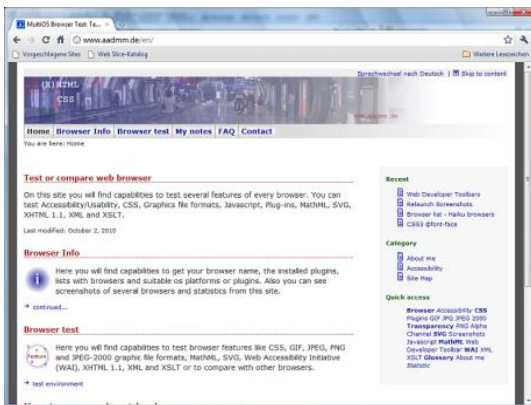 MultiOS Browser Test: Te...
www.aadmm.de/en/
Vorgeschlagene Sites
Web Slice-Katalog
Weitere Lesezeichen
Sprachwechsel nach Deutsch | Skip to content
(X)HTML
CSS
www.aadmm.de
Home Browser Info Browser test My notes FAQ Contact
You are here: Home
Test or compare web browser
On this site you will find capabilities to test several features of every browser. You can
test Accessibility/Usability, CSS, Graphics file formats, Javascript, Plug-ins, MathML, SVG,
XHTML 1.1, XML and XSLT.
Last modified: October 2, 2010
Browser Info
Here you will find capabilities to get your browser name, the installed plugins,
lists with browsers and suitable os platforms or plugins. Also you can see
screenshots of several browsers and statistics from this site.
continued...
Browser test
Feature
Here you will find capabilities to test browser features like CSS, GIF, JPEG, PNG
and JPEG-2000 graphic file formats, MathML, SVG, Web Accessibility Initiative
(WAI), XHTML 1.1, XML and XSLT or to compare with other browsers.
test environment
Recent
Web Developer Toolbars
Relaunch Screenshots
Browser list - Haiku browsers
CSS3 @font-face
Category
About me
Accessibility
Site Map
Quick access
Browser Accessibility CSS
Plugins GIF JPG JPEG 2000
Transparency PNG Alpha
Channel SVG Screenshots
Javascript MathML Web
Developer Toolbar WAI XML
XSLT Glossary About me
Statistic